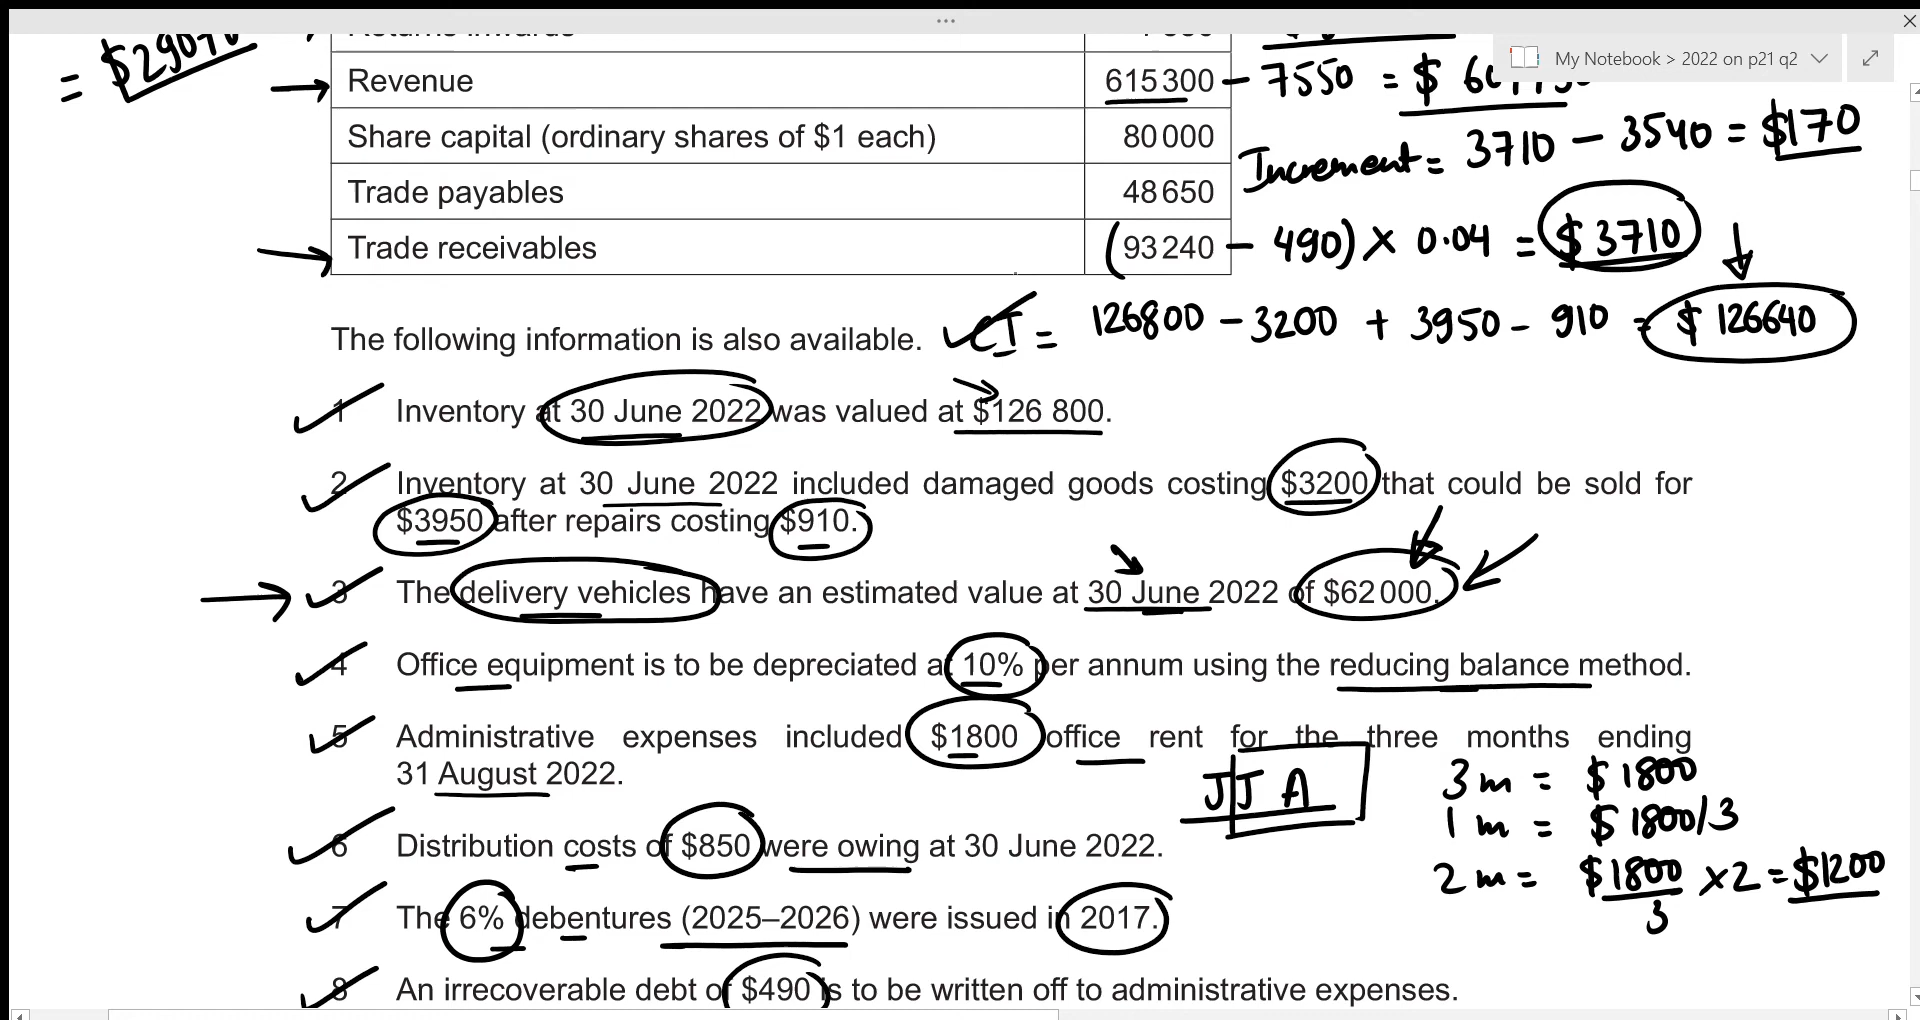 = $2907
Revenue 615 300 – 7550 = $ 607750
My Notebook > 2022 on p21 q2
Share capital (ordinary shares of $1 each) 80 000
Increment = 3710 – 3540 = $170
Trade payables 48 650
Trade receivables (93 240 – 490) × 0.04 = $ 3710
The following information is also available. CI = 126800 – 3200 + 3950 – 910 = $ 126640
1 Inventory at 30 June 2022 was valued at $126 800.
2 Inventory at 30 June 2022 included damaged goods costing $3200 that could be sold for
$3950 after repairs costing $910.
3 The delivery vehicles have an estimated value at 30 June 2022 of $62 000.
4 Office equipment is to be depreciated at 10% per annum using the reducing balance method.
5 Administrative expenses included $1800 office rent for the three months ending
31 August 2022.
J J A
3 m = $ 1800
1 m = $ 1800/3
2 m = $ 1800/3 × 2 = $1200
6 Distribution costs of $850 were owing at 30 June 2022.
7 The 6% debentures (2025–2026) were issued in 2017.
8 An irrecoverable debt of $490 is to be written off to administrative expenses.